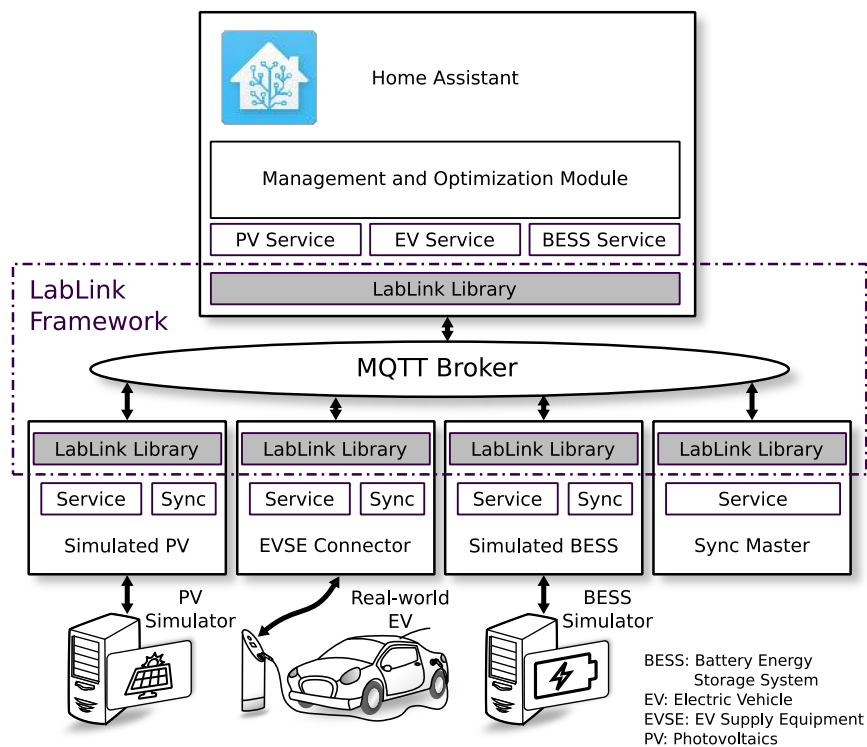 Home Assistant
Management and Optimization Module
PV Service
EV Service
BESS Service
LabLink
Framework
LabLink Library
MQTT Broker
LabLink Library
LabLink Library
LabLink Library
LabLink Library
Service
Sync
Service
Sync
Service
Sync
Service
Simulated PV
EVSE Connector
Simulated BESS
Sync Master
PV
Simulator
Real-world
EV
BESS
Simulator
BESS: Battery Energy
Storage System
EV: Electric Vehicle
EVSE: EV Supply Equipment
PV: Photovoltaics